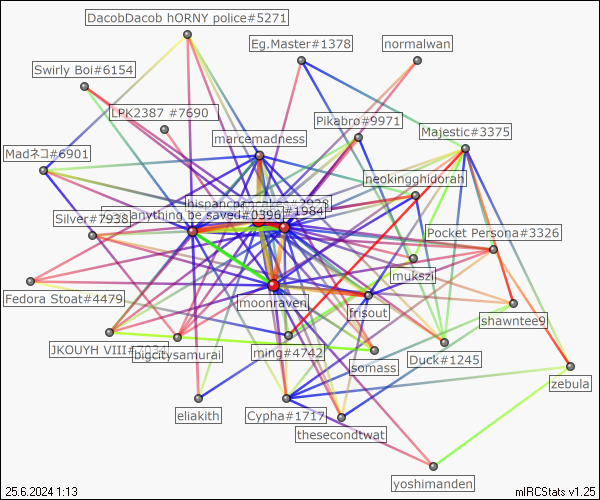 DacobDacob hORNY police#5271
Eg.Master#1378
normalwan
Swirly Boi#6154
LPK2387 #7690
Pikabro#9971
marcemadness
Majestic#3375
Madネコ#6901
neokingghidorah
anything be saved#0396
#1984
Silver#7938
Pocket Persona#3326
mukszi
Fedora Stoat#4479
moonraven
frisout
shawntee9
JKOUYH VIII#
bigcitysamurai
ming#4742
somass
Duck#1245
zebula
eliakith
Cypha#1717
thesecondtwat
yoshimanden
25.6.2024 1:13
mIRCStats v1.25